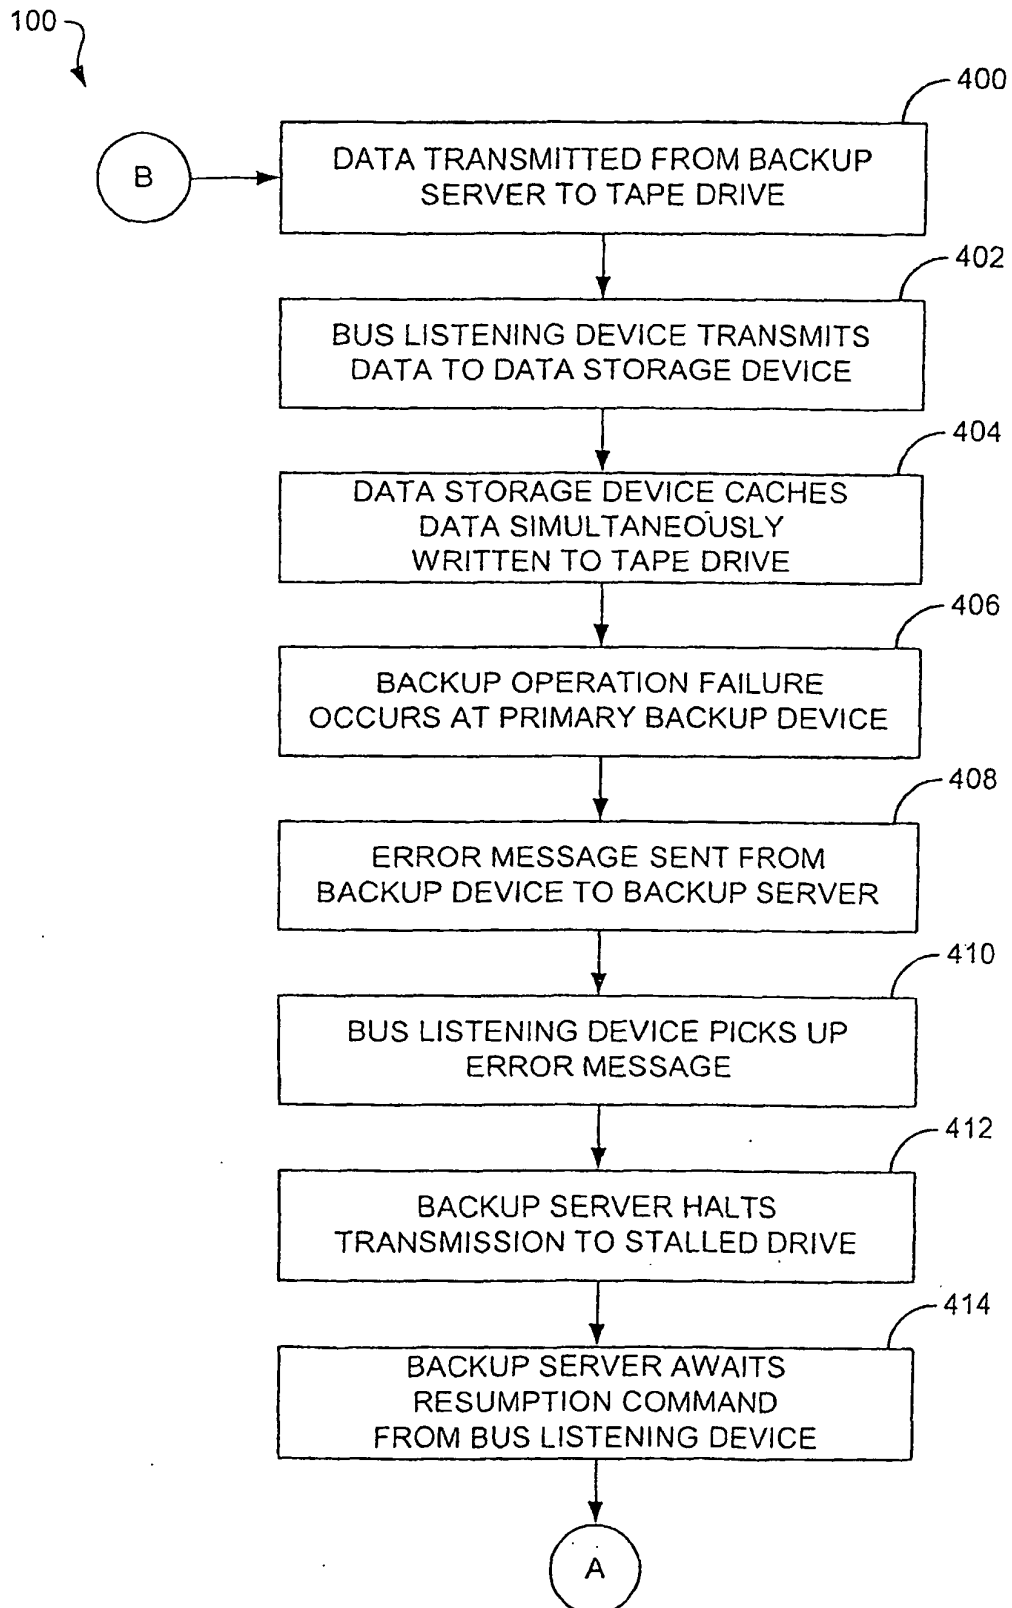 100
400
B
DATA TRANSMITTED FROM BACKUP
SERVER TO TAPE DRIVE
402
BUS LISTENING DEVICE TRANSMITS
DATA TO DATA STORAGE DEVICE
404
DATA STORAGE DEVICE CACHES
DATA SIMULTANEOUSLY
WRITTEN TO TAPE DRIVE
406
BACKUP OPERATION FAILURE
OCCURS AT PRIMARY BACKUP DEVICE
408
ERROR MESSAGE SENT FROM
BACKUP DEVICE TO BACKUP SERVER
410
BUS LISTENING DEVICE PICKS UP
ERROR MESSAGE
412
BACKUP SERVER HALTS
TRANSMISSION TO STALLED DRIVE
414
BACKUP SERVER AWAITS
RESUMPTION COMMAND
FROM BUS LISTENING DEVICE
A